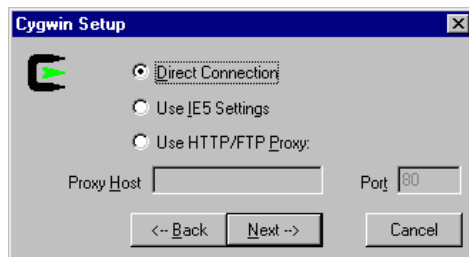 Cygwin Setup
Direct Connection
Use IE5 Settings
Use HTTP/FTP Proxy:
Proxy Host Port 80
<-- Back Next --> Cancel